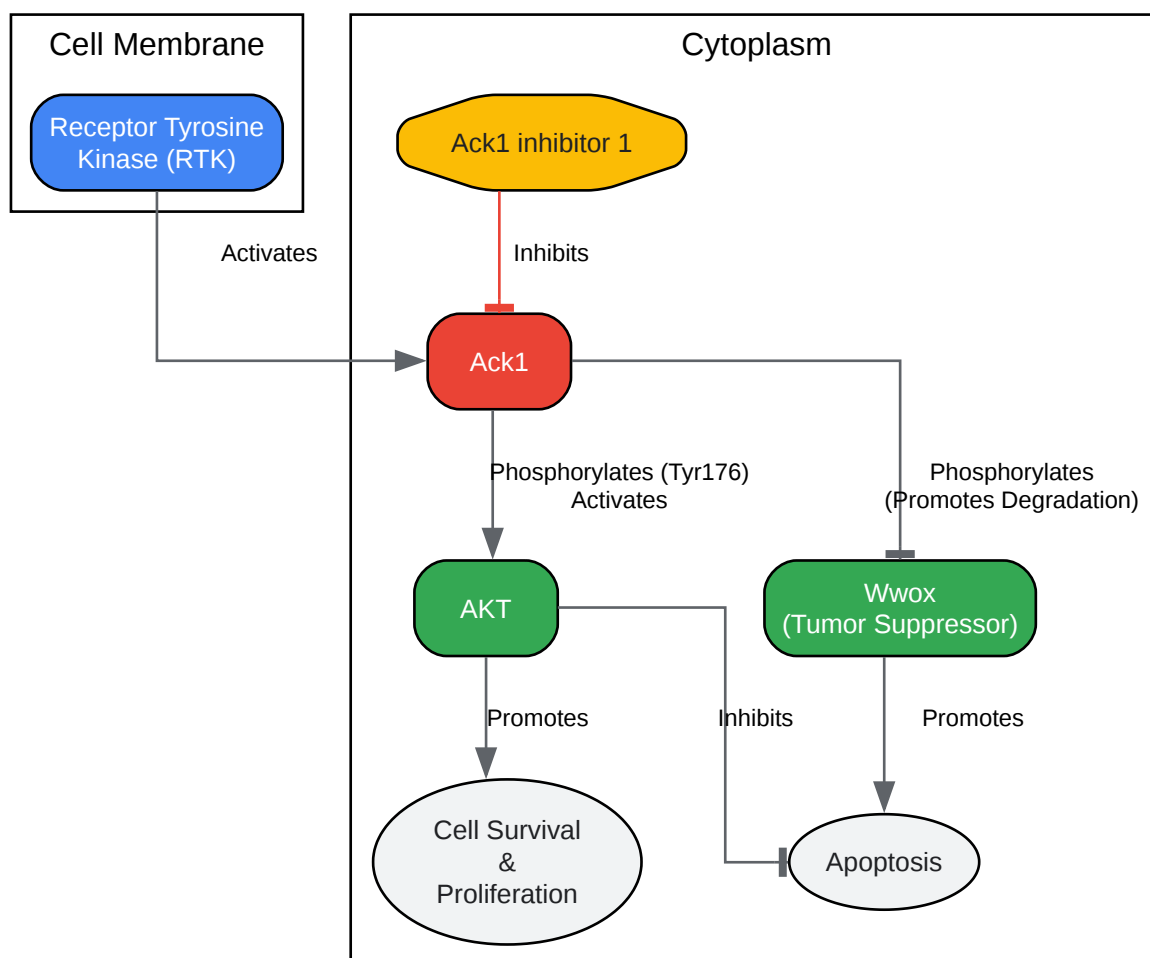 Cell Membrane
Cytoplasm
Receptor Tyrosine
Kinase (RTK)
Ack1 inhibitor 1
Activates
Inhibits
Ack1
Phosphorylates (Tyr176)
Activates
Phosphorylates
(Promotes Degradation)
AKT
Wwox
(Tumor Suppressor)
Promotes
Inhibits
Promotes
Cell Survival
&
Proliferation
Apoptosis